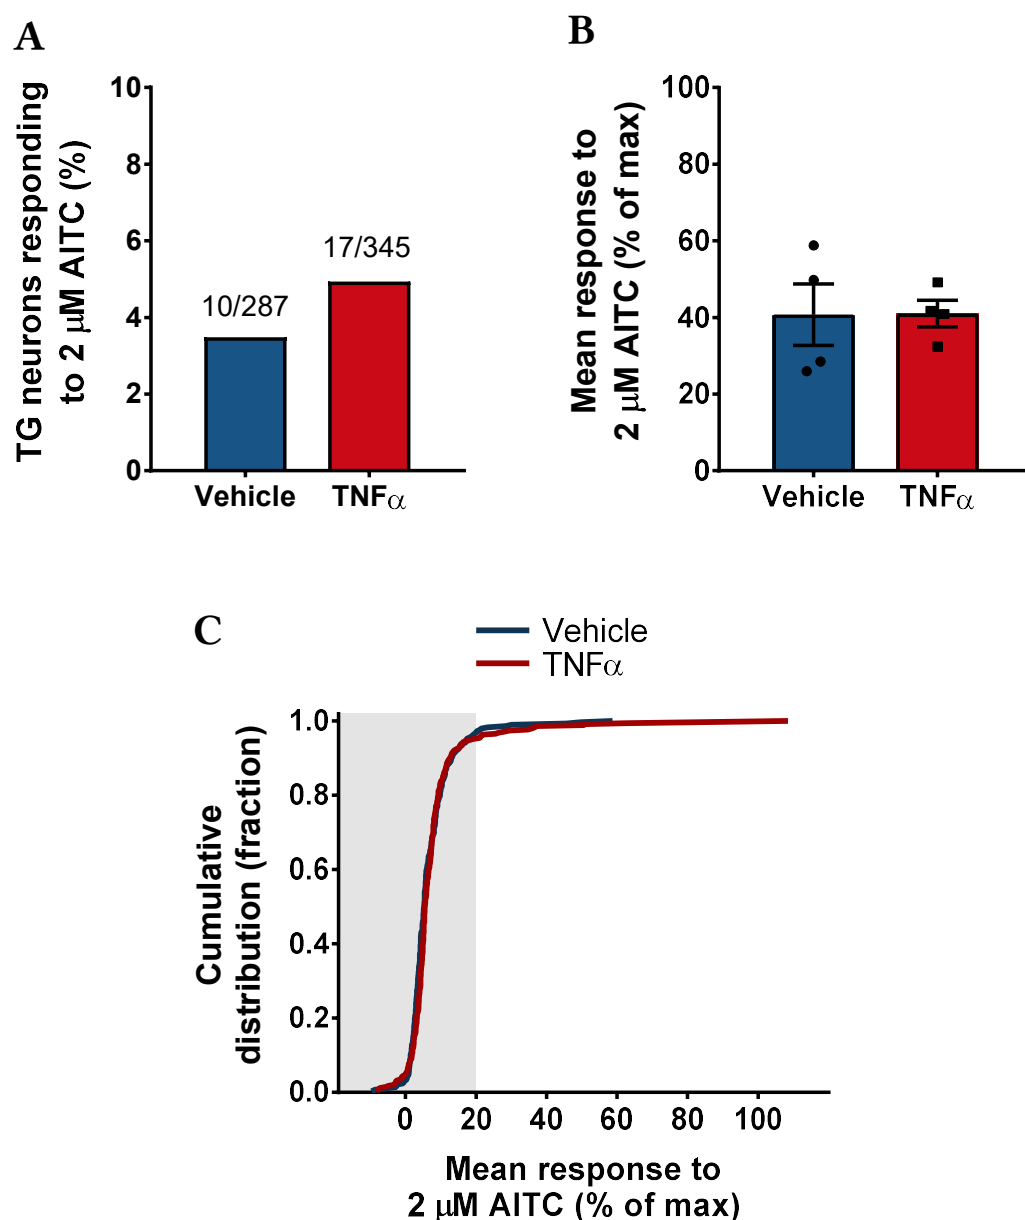 A
TG neurons responding
to 2 μM AITC (%)
10
8
6
4
2
0
10/287
17/345
Vehicle
TNFα
B
Mean response to
2 μM AITC (% of max)
100
80
60
40
20
0
Vehicle
TNFα
C
Vehicle
TNFα
Cumulative
distribution (fraction)
1.0
0.8
0.6
0.4
0.2
0.0
0 20 40 60 80 100
Mean response to
2 μM AITC (% of max)